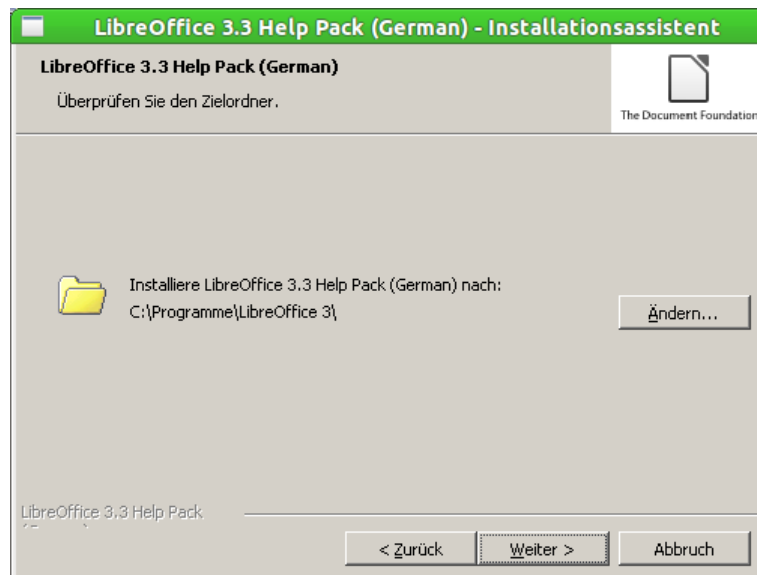 LibreOffice 3.3 Help Pack (German) - Installationsassistent
LibreOffice 3.3 Help Pack (German)
Überprüfen Sie den Zielordner.
The Document Foundation
Installiere LibreOffice 3.3 Help Pack (German) nach:
C:\Programme\LibreOffice 3\
Ändern...
LibreOffice 3.3 Help Pack
< Zurück
Weiter >
Abbruch